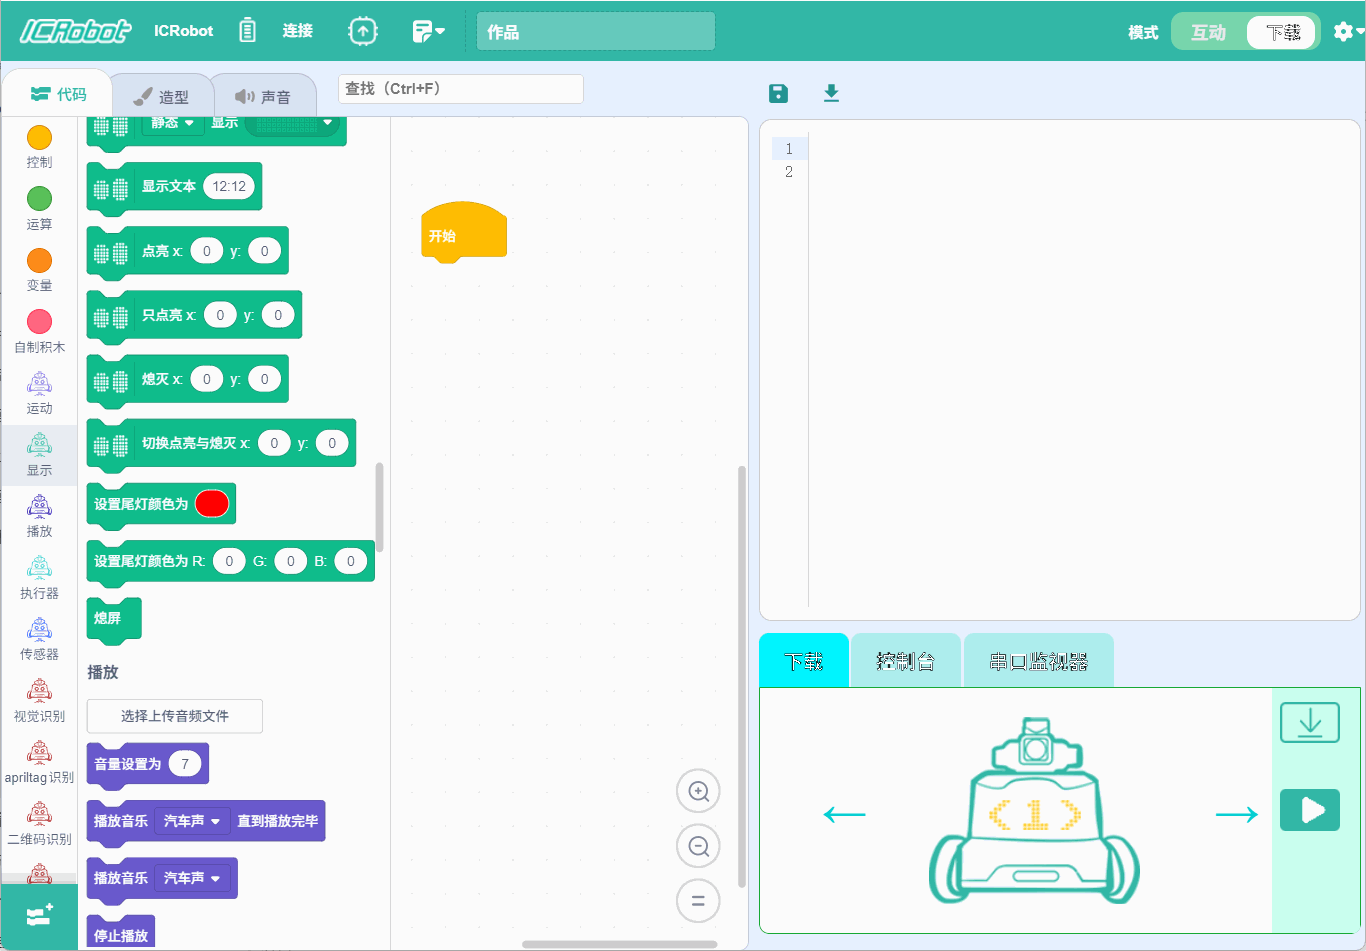 ICRobot ICRobot 连接 作品 模式 互动 下载
代码 造型 声音 查找（Ctrl+F）
控制
运算
变量
自制积木
运动
显示
播放
执行器
传感器
视觉识别
apriltag识别
二维码识别
静态 显示
显示文本 12:12
点亮 x: 0 y: 0
只点亮 x: 0 y: 0
熄灭 x: 0 y: 0
切换点亮与熄灭 x: 0 y: 0
设置尾灯颜色为
设置尾灯颜色为 R: 0 G: 0 B: 0
熄屏
播放
选择上传音频文件
音量设置为 7
播放音乐 汽车声 直到播放完毕
播放音乐 汽车声
停止播放
开始
1
2
下载 控制台 串口监视器
1